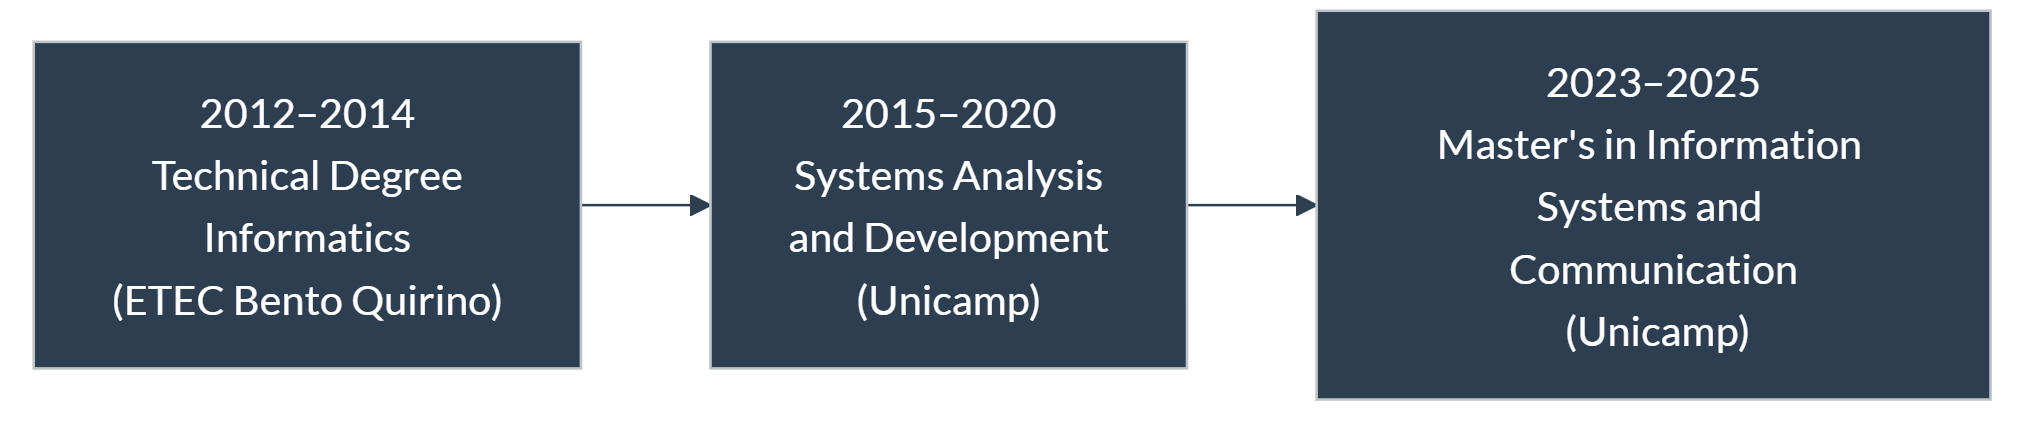 2012–2014
Technical Degree
Informatics
(ETEC Bento Quirino)
2015–2020
Systems Analysis
and Development
(Unicamp)
2023–2025
Master's in Information
Systems and
Communication
(Unicamp)